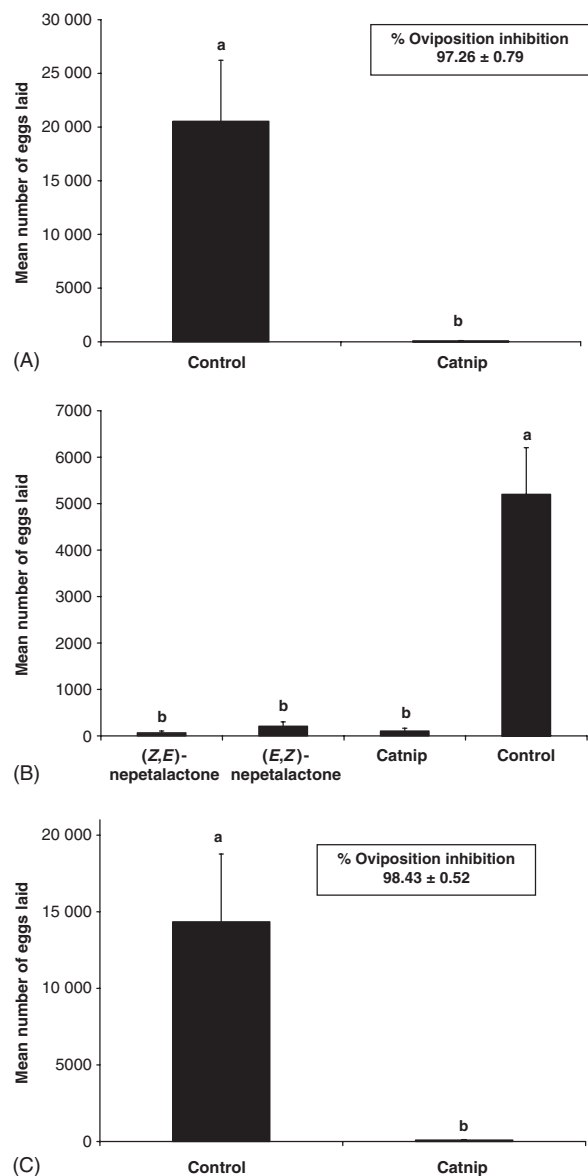 30 000
25 000
20 000
15 000
10 000
5000
0
Mean number of eggs laid
a
b
% Oviposition inhibition
97.26 ± 0.79
Control
Catnip
(A)
7000
6000
5000
4000
3000
2000
1000
0
Mean number of eggs laid
b
b
b
a
(Z,E)-
nepetalactone
(E,Z)-
nepetalactone
Catnip
Control
(B)
20 000
15 000
10 000
5000
0
Mean number of eggs laid
a
b
% Oviposition inhibition
98.43 ± 0.52
Control
Catnip
(C)